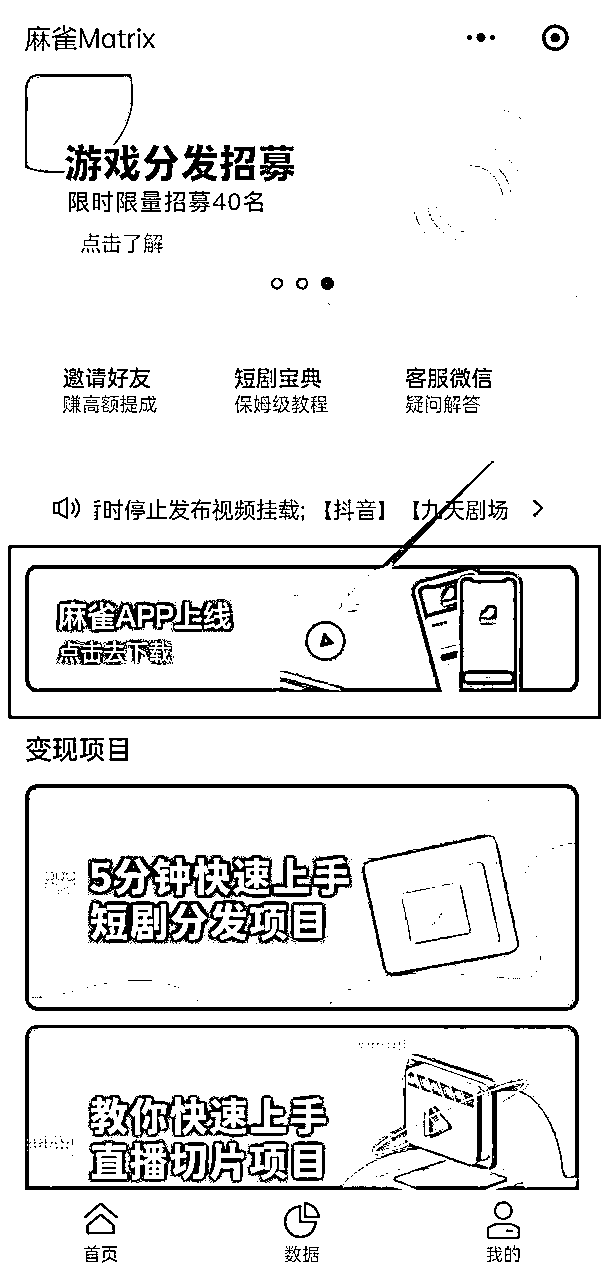 麻雀Matrix
游戏分发招募
限时限量招募40名
点击了解
邀请好友
赚高额提成
短剧宝典
保姆级教程
客服微信
疑问解答
时停止发布视频挂载; 【抖音】 【九天剧场
麻雀APP上线
点击去下载
变现项目
5分钟快速上手
短剧分发项目
教你快速上手
直播切片项目
首页
数据
我的